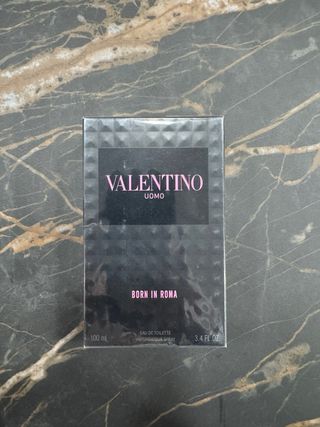 VALENTINO
UOMO
BORN IN ROMA
EAU DE TOILETTE
100 mL
3.4 FL OZ